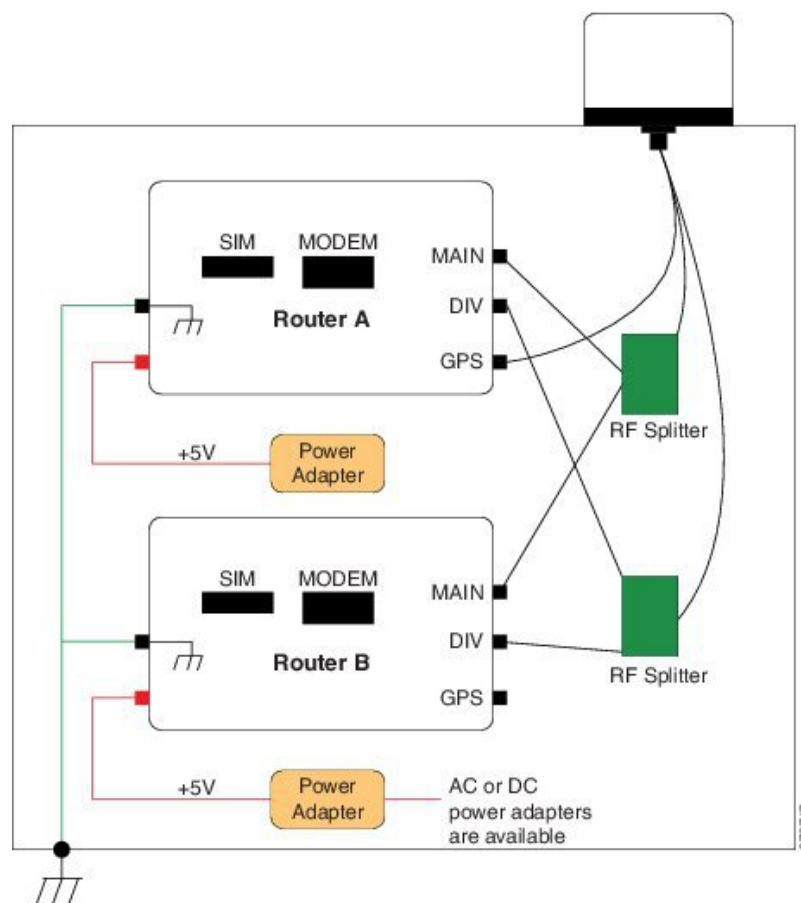 SIM MODEM
MAIN
DIV
Router A
GPS
RF Splitter
+5V
Power
Adapter
SIM MODEM
MAIN
DIV
Router B
GPS
RF Splitter
+5V
Power
Adapter
AC or DC
power adapters
are available